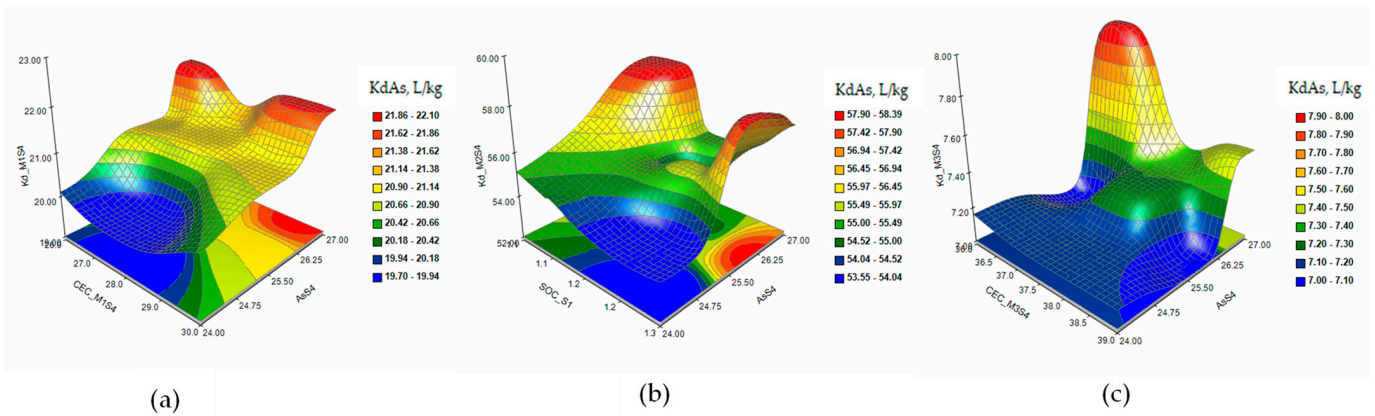 23.00
22.00
21.00
20.00
Kd_M1S4
27.0
28.0
29.0
30.0
CEC_M1S4
24.00
24.75
25.50
26.25
27.00
AsS4
KdAs, L/kg
21.86 - 22.10
21.62 - 21.86
21.38 - 21.62
21.14 - 21.38
20.90 - 21.14
20.66 - 20.90
20.42 - 20.66
20.18 - 20.42
19.94 - 20.18
19.70 - 19.94
(a)
60.00
58.00
56.00
54.00
Kd_M2S4
1.1
1.2
1.2
1.3
SOC_S1
24.00
24.75
25.50
26.25
27.00
AsS4
KdAs, L/kg
57.90 - 58.39
57.42 - 57.90
56.94 - 57.42
56.45 - 56.94
55.97 - 56.45
55.49 - 55.97
55.00 - 55.49
54.52 - 55.00
54.04 - 54.52
53.55 - 54.04
(b)
8.00
7.80
7.60
7.40
7.20
Kd_M3S4
36.5
37.0
37.5
38.0
38.5
39.0
CEC_M3S4
24.00
24.75
25.50
26.25
27.00
AsS4
KdAs, L/kg
7.90 - 8.00
7.80 - 7.90
7.70 - 7.80
7.60 - 7.70
7.50 - 7.60
7.40 - 7.50
7.30 - 7.40
7.20 - 7.30
7.10 - 7.20
7.00 - 7.10
(c)